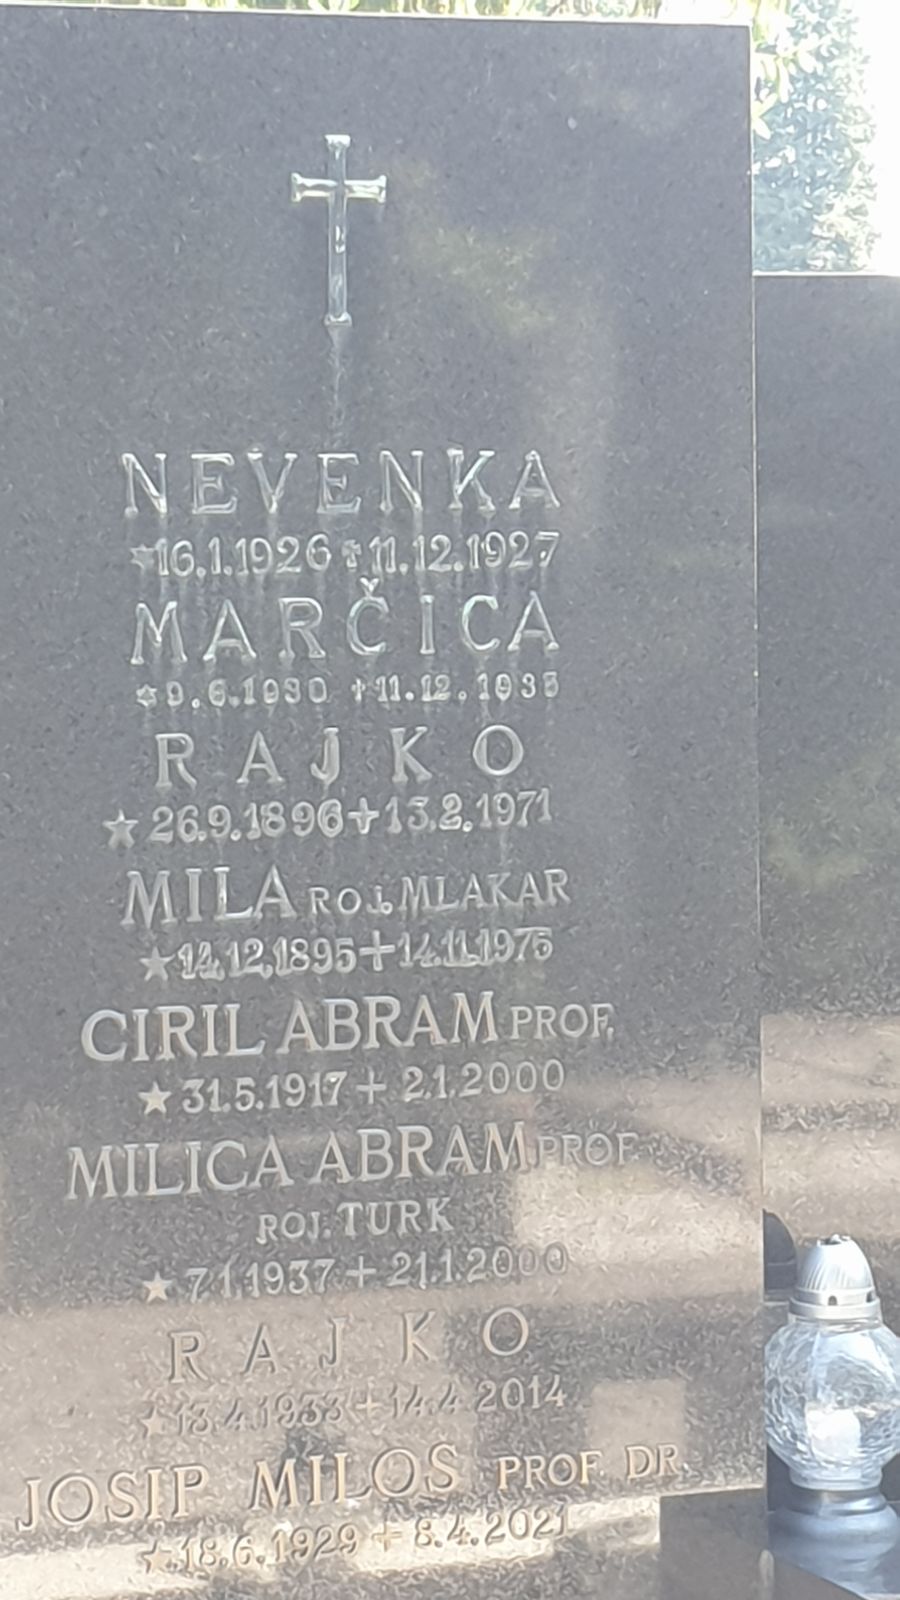 NEVENKA
★16.1.1926 ✝11.12.1927
MARČICA
★9.6.1930 ✝11.12.1935
RAJKO
★26.9.1896 ✝13.2.1971
MILA ROJ. MLAKAR
★14.12.1895 ✝14.11.1975
CIRIL ABRAM PROF.
★31.5.1917 ✝2.1.2000
MILICA ABRAM PROF.
ROJ. TURK
★7.1.1937 ✝21.1.2000
RAJKO
★13.4.1933 ✝14.4.2014
JOSIP MILOS PROF. DR.
★18.6.1929 ✝8.4.2021